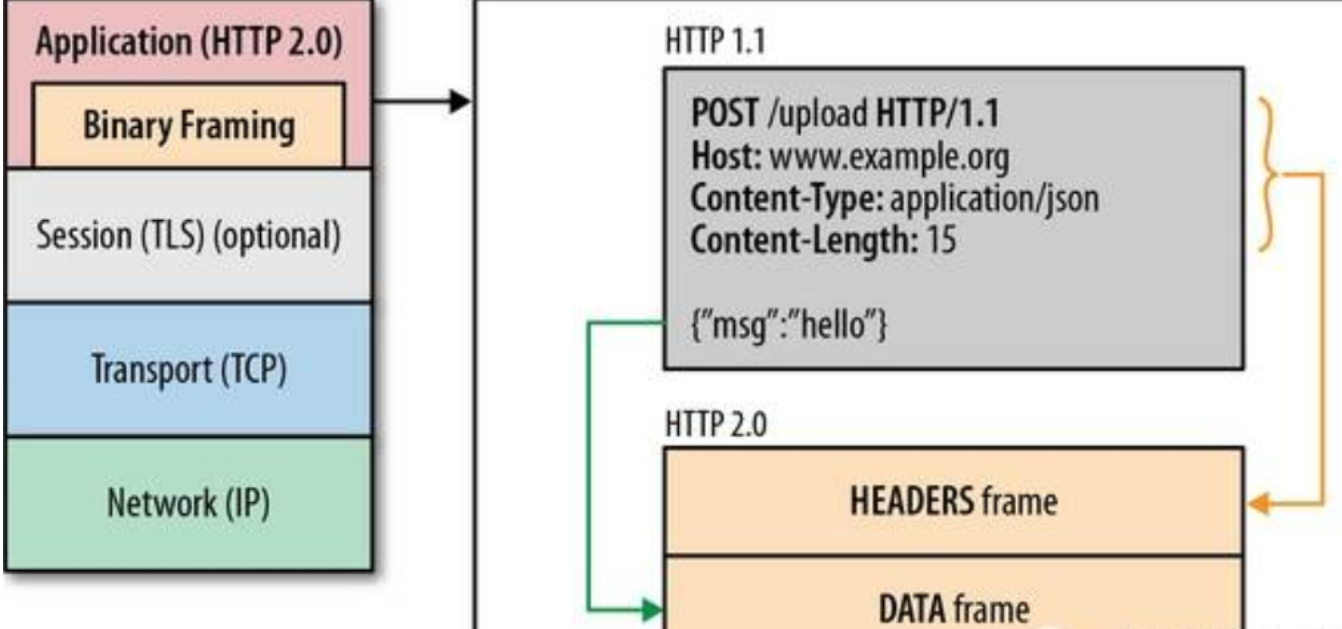 Application (HTTP 2.0)
Binary Framing
Session (TLS) (optional)
Transport (TCP)
Network (IP)
HTTP 1.1
POST /upload HTTP/1.1
Host: www.example.org
Content-Type: application/json
Content-Length: 15
{"msg":"hello"}
HTTP 2.0
HEADERS frame
DATA frame